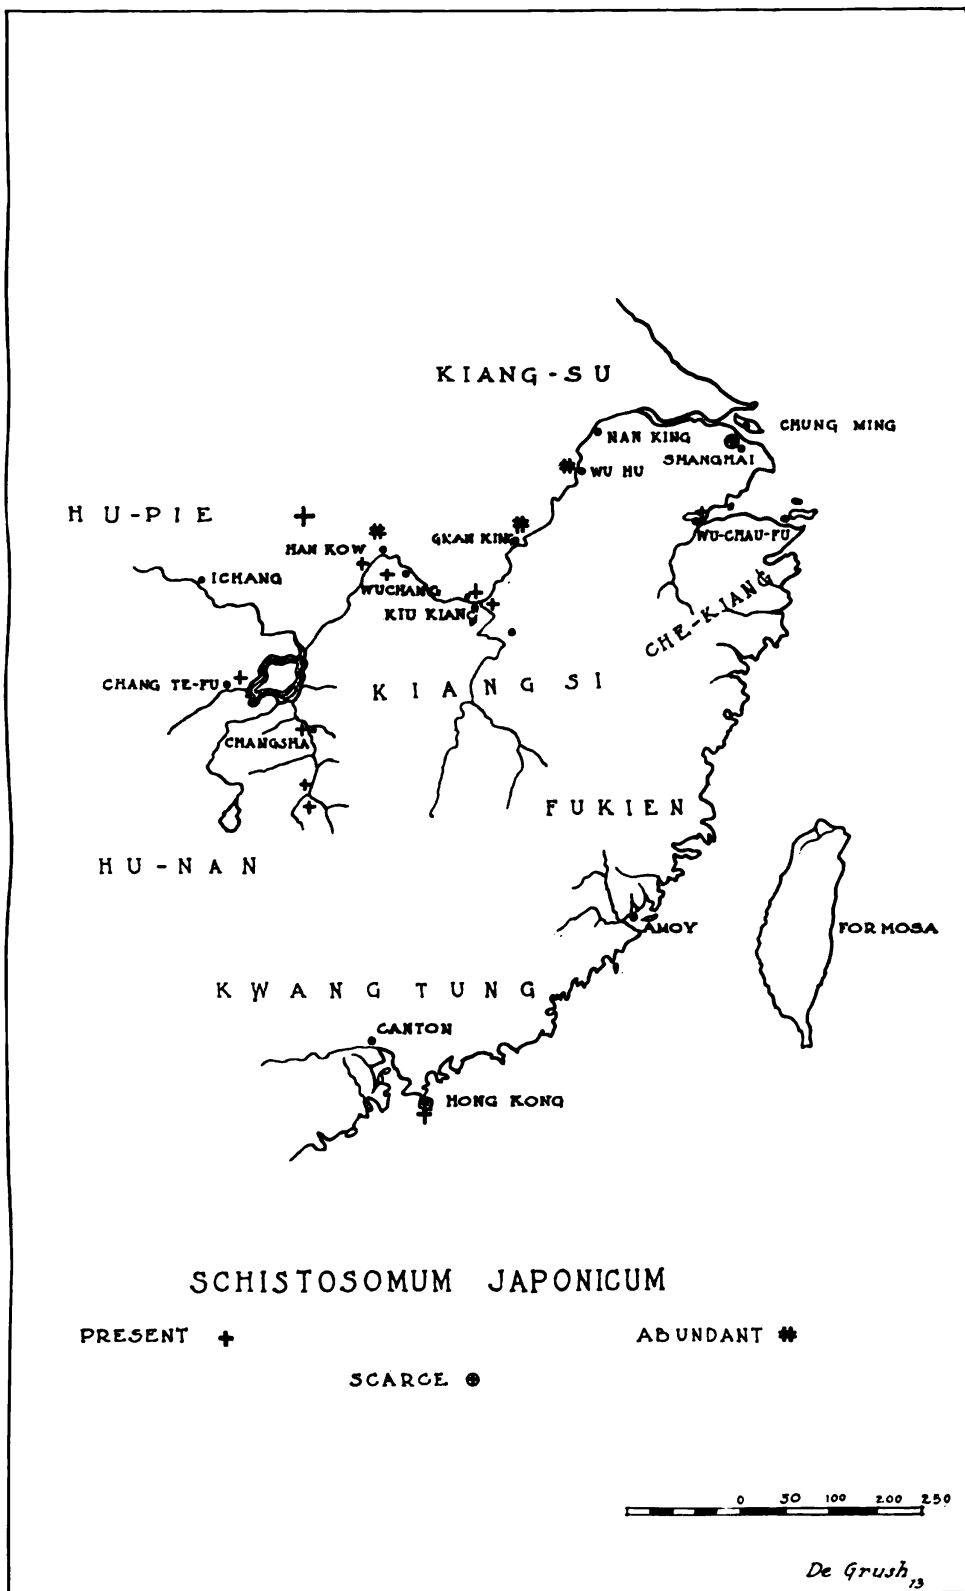 KIANG-SU
CHUNG MING
NAN KING
SHANGHAI
WU HU
HU-PIE
HAN KOW
GKAN KING
WU-CHAU-FU
ICHANG
WUCHANG
KIU KIANG
CHE-KIANG
CHANG TE-FU
KIANGSI
CHANGSHA
FUKIEN
HU-NAN
AMOY
FORMOSA
KWANGTUNG
CANTON
HONG KONG
SCHISTOSOMUM JAPONICUM
PRESENT +
ABUNDANT #
SCARCE ⊕
0 50 100 200 250
De Grush 13